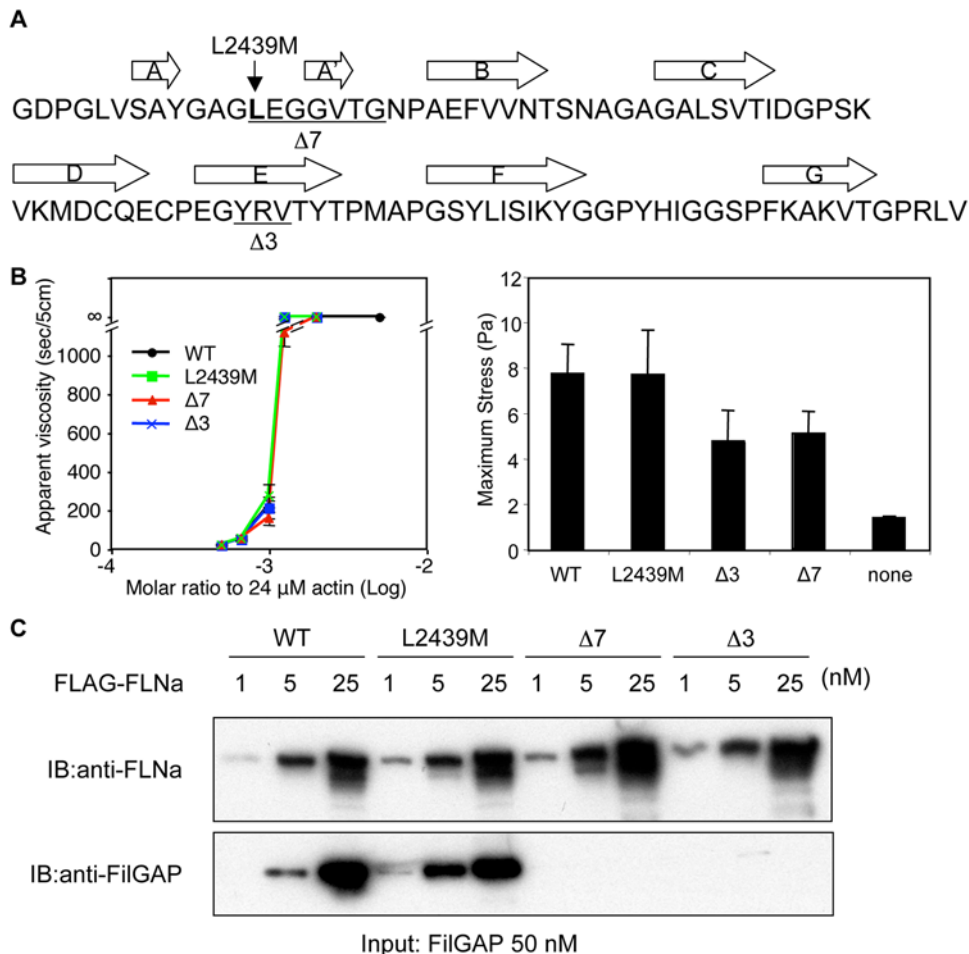 A
L2439M
A A' B C
GDPGLVSAYGAGLEGGVTGNPAEFVVNTSNAGAGALSVTIDGPSK
Δ7
D E F G
VKMDCQECPEGYRVTYTPMAPGSYLISIKYGGPYHIGGSPFKAKVTGPRLV
Δ3
B
Apparent viscosity (sec/5cm)
∞
1000
800
600
400
200
0
WT
L2439M
Δ7
Δ3
-4 -3 -2
Molar ratio to 24 µM actin (Log)
Maximum Stress (Pa)
12
10
8
6
4
2
0
WT L2439M Δ3 Δ7 none
C
WT L2439M Δ7 Δ3
FLAG-FLNa 1 5 25 1 5 25 1 5 25 1 5 25 (nM)
IB:anti-FLNa
IB:anti-FilGAP
Input: FilGAP 50 nM